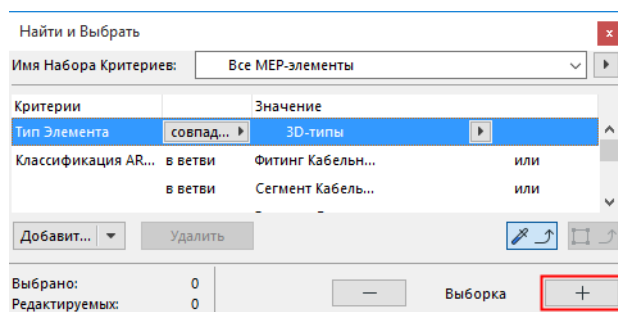 Найти и Выбрать
x
Имя Набора Критериев: Все MEP-элементы
Критерии Значение
Тип Элемента совпад... 3D-типы
Классификация AR... в ветви Фитинг Кабельн... или
в ветви Сегмент Кабель... или
Добавит... Удалить
Выбрано: 0
Редактируемых: 0
— Выборка +